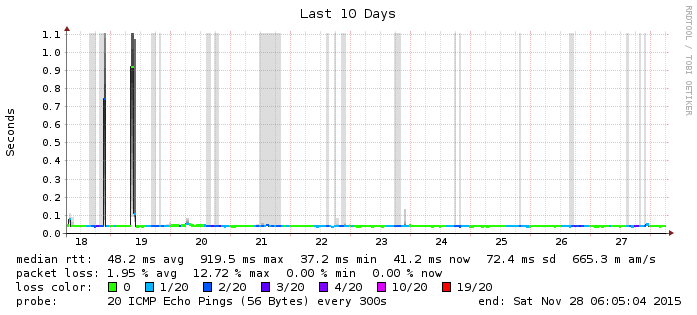 Last 10 Days
RRDTOOL / TOBI OETIKER
Seconds
1.1
1.0
0.9
0.8
0.7
0.6
0.5
0.4
0.3
0.2
0.1
0.0
18 19 20 21 22 23 24 25 26 27
median rtt: 48.2 ms avg 919.5 ms max 37.2 ms min 41.2 ms now 72.4 ms sd 665.3 m am/s
packet loss: 1.95 % avg 12.72 % max 0.00 % min 0.00 % now
loss color: 0 1/20 2/20 3/20 4/20 10/20 19/20
probe: 20 ICMP Echo Pings (56 Bytes) every 300s end: Sat Nov 28 06:05:04 2015